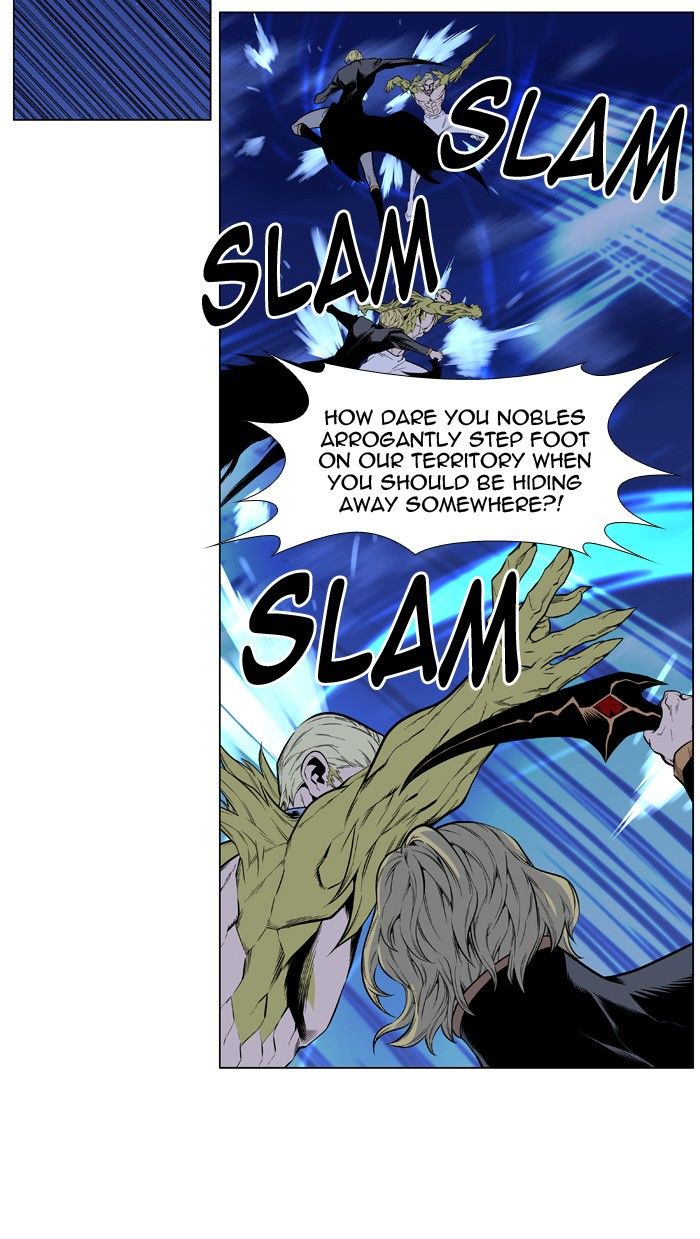 SLAM
SLAM
HOW DARE YOU NOBLES
ARROGANTLY STEP FOOT
ON OUR TERRITORY WHEN
YOU SHOULD BE HIDING
AWAY SOMEWHERE?!
SLAM